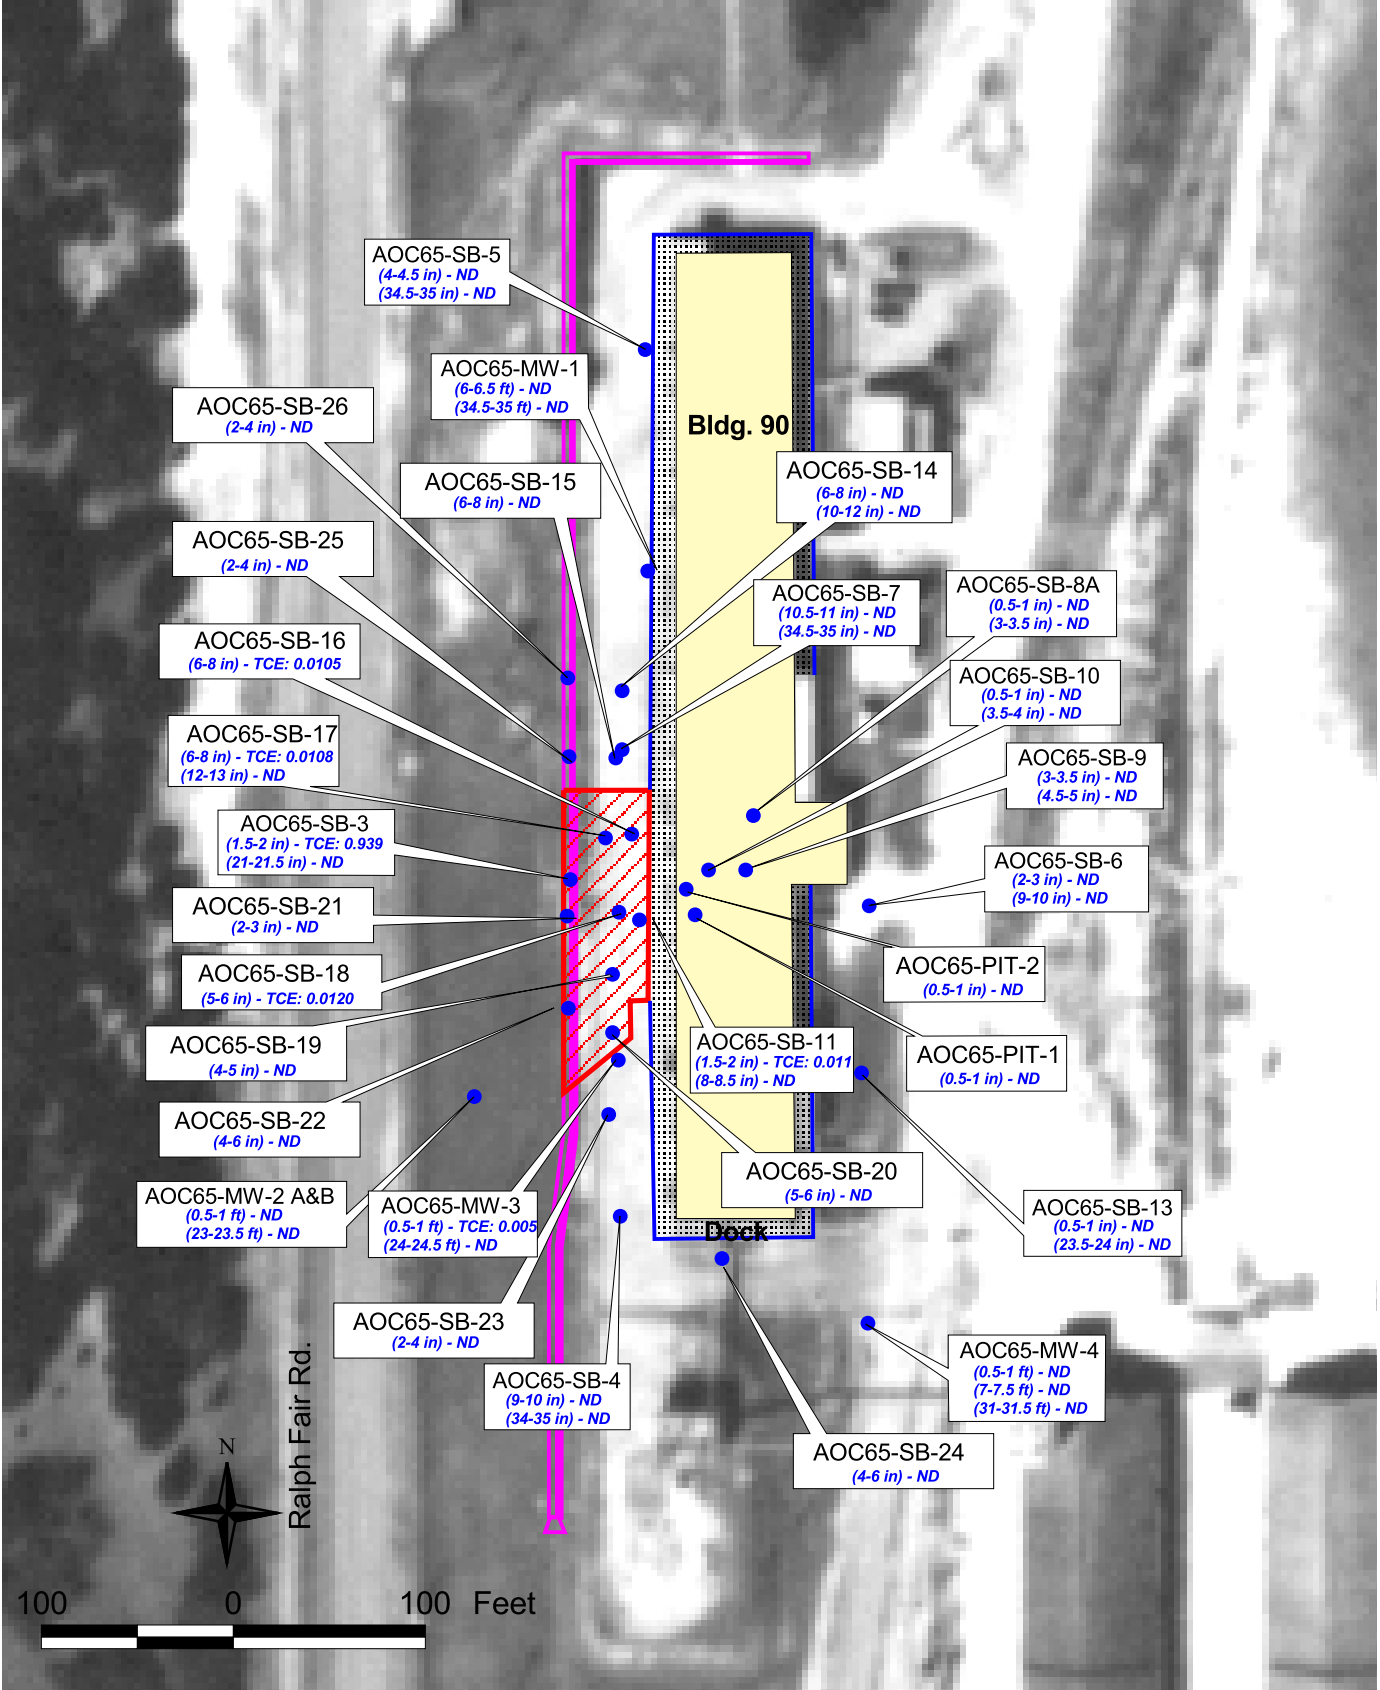 AOC65-SB-5
(4-4.5 in) - ND
(34.5-35 in) - ND
AOC65-MW-1
(6-6.5 ft) - ND
(34.5-35 ft) - ND
AOC65-SB-26
(2-4 in) - ND
Bldg. 90
AOC65-SB-15
(6-8 in) - ND
AOC65-SB-14
(6-8 in) - ND
(10-12 in) - ND
AOC65-SB-25
(2-4 in) - ND
AOC65-SB-7
(10.5-11 in) - ND
(34.5-35 in) - ND
AOC65-SB-8A
(0.5-1 in) - ND
(3-3.5 in) - ND
AOC65-SB-16
(6-8 in) - TCE: 0.0105
AOC65-SB-10
(0.5-1 in) - ND
(3.5-4 in) - ND
AOC65-SB-17
(6-8 in) - TCE: 0.0108
(12-13 in) - ND
AOC65-SB-9
(3-3.5 in) - ND
(4.5-5 in) - ND
AOC65-SB-3
(1.5-2 in) - TCE: 0.939
(21-21.5 in) - ND
AOC65-SB-6
(2-3 in) - ND
(9-10 in) - ND
AOC65-SB-21
(2-3 in) - ND
AOC65-SB-18
(5-6 in) - TCE: 0.0120
AOC65-PIT-2
(0.5-1 in) - ND
AOC65-SB-19
(4-5 in) - ND
AOC65-SB-11
(1.5-2 in) - TCE: 0.011
(8-8.5 in) - ND
AOC65-PIT-1
(0.5-1 in) - ND
AOC65-SB-22
(4-6 in) - ND
AOC65-SB-20
(5-6 in) - ND
AOC65-MW-2 A&B
(0.5-1 ft) - ND
(23-23.5 ft) - ND
AOC65-MW-3
(0.5-1 ft) - TCE: 0.005
(24-24.5 ft) - ND
AOC65-SB-13
(0.5-1 in) - ND
(23.5-24 in) - ND
Dock
AOC65-SB-23
(2-4 in) - ND
AOC65-SB-4
(9-10 in) - ND
(34-35 in) - ND
AOC65-MW-4
(0.5-1 ft) - ND
(7-7.5 ft) - ND
(31-31.5 ft) - ND
AOC65-SB-24
(4-6 in) - ND
Ralph Fair Rd.
N
100 0 100 Feet